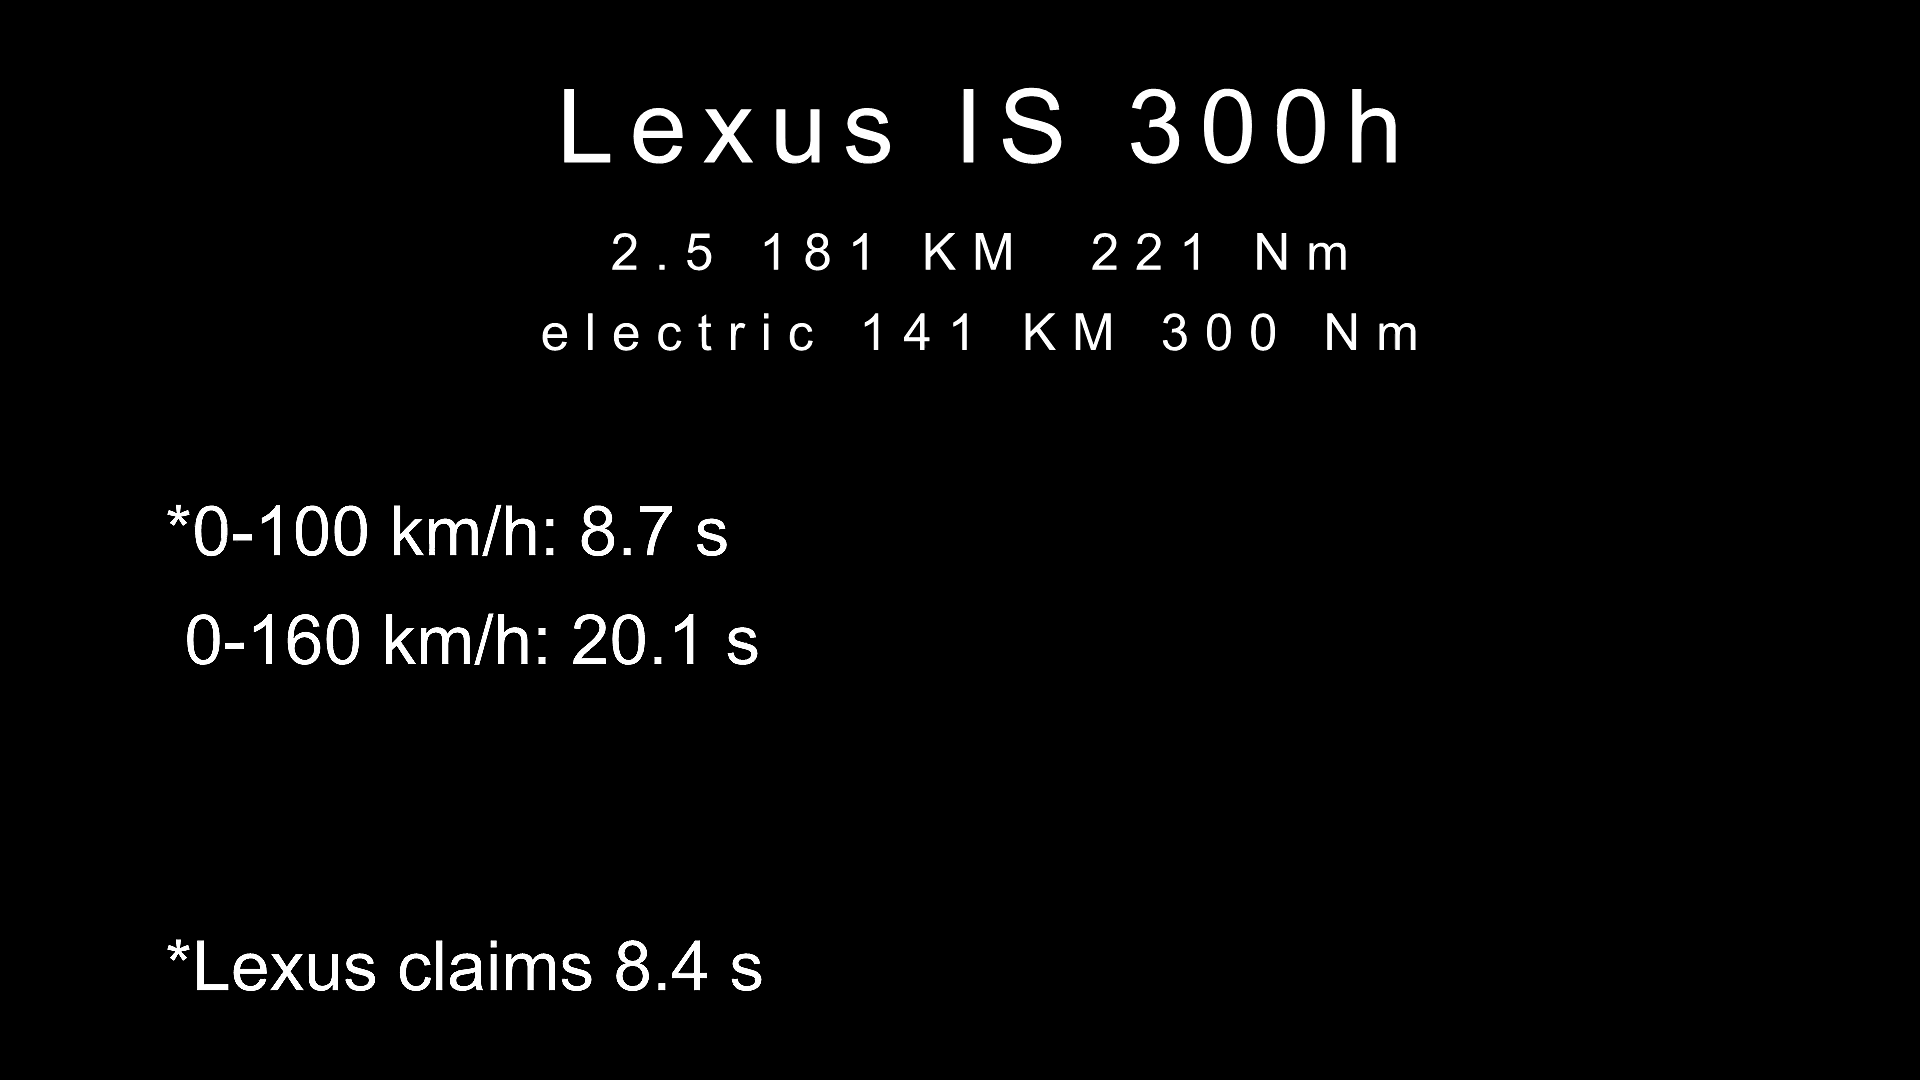 Lexus IS 300h
2.5 181 KM 221 Nm
electric 141 KM 300 Nm
*0-100 km/h: 8.7 s
0-160 km/h: 20.1 s
*Lexus claims 8.4 s